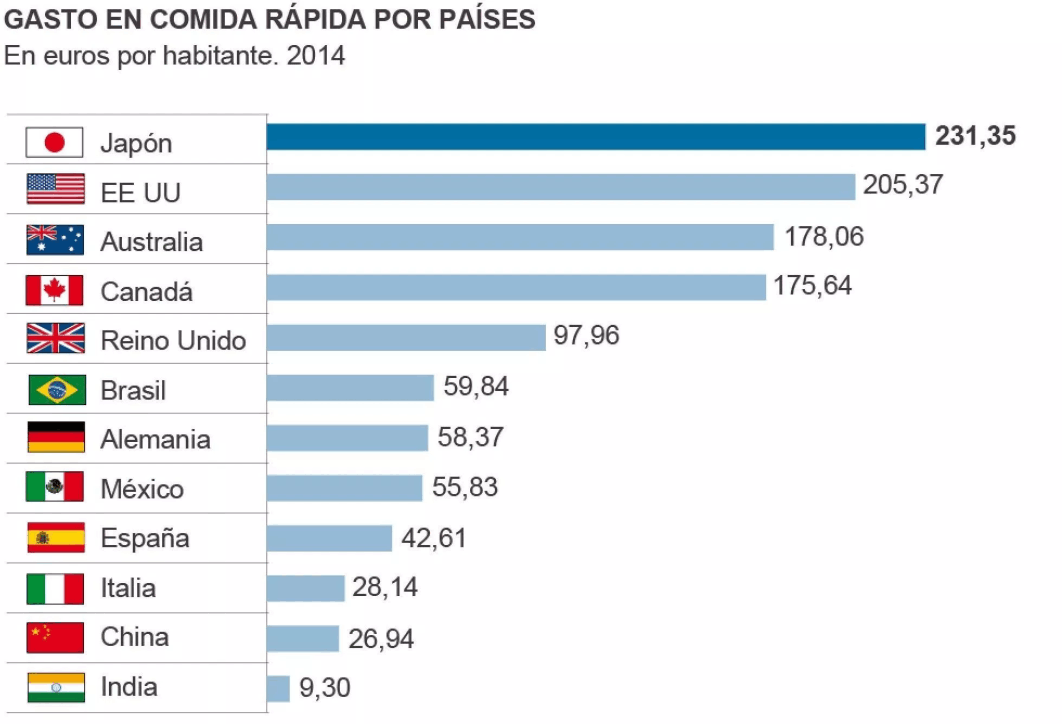 GASTO EN COMIDA RÁPIDA POR PAÍSES
En euros por habitante. 2014
Japón 231,35
EE UU 205,37
Australia 178,06
Canadá 175,64
Reino Unido 97,96
Brasil 59,84
Alemania 58,37
México 55,83
España 42,61
Italia 28,14
China 26,94
India 9,30